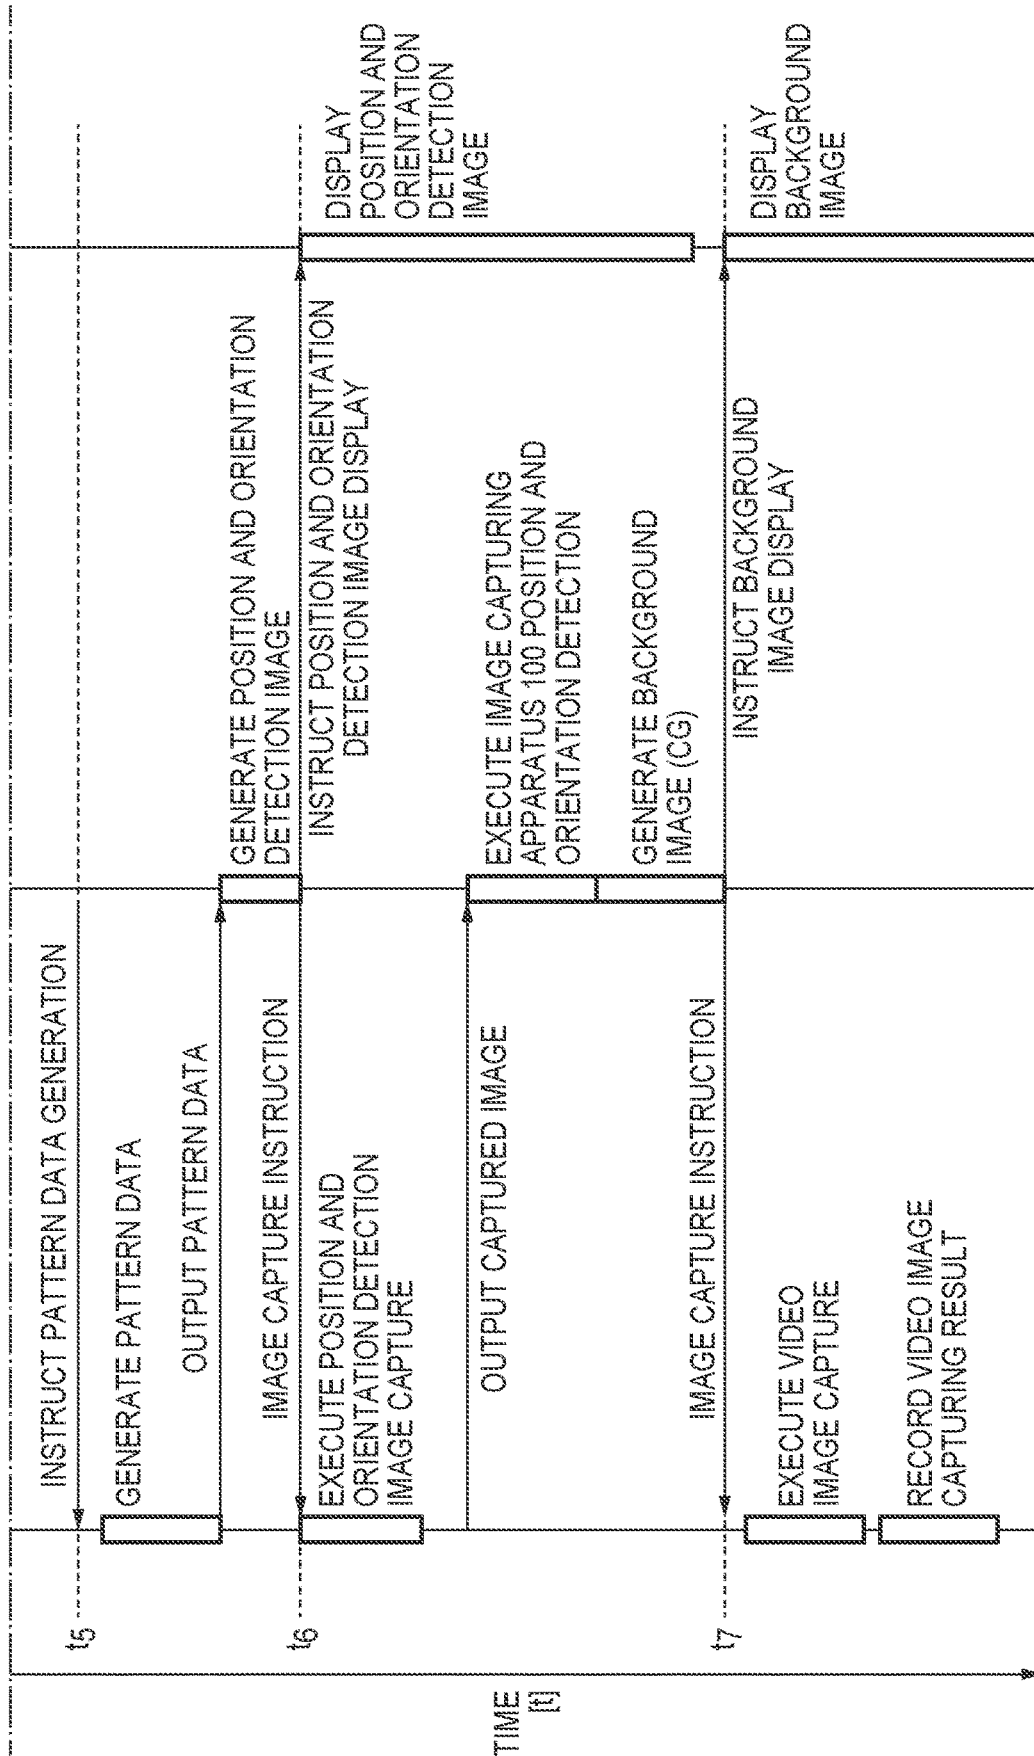 TIME
[t]
t5
t6
t7
INSTRUCT PATTERN DATA GENERATION
GENERATE PATTERN DATA
OUTPUT PATTERN DATA
GENERATE POSITION AND ORIENTATION
DETECTION IMAGE
IMAGE CAPTURE INSTRUCTION
INSTRUCT POSITION AND ORIENTATION
DETECTION IMAGE DISPLAY
EXECUTE POSITION AND
ORIENTATION DETECTION
IMAGE CAPTURE
DISPLAY
POSITION AND
ORIENTATION
DETECTION
IMAGE
OUTPUT CAPTURED IMAGE
EXECUTE IMAGE CAPTURING
APPARATUS 100 POSITION AND
ORIENTATION DETECTION
GENERATE BACKGROUND
IMAGE (CG)
IMAGE CAPTURE INSTRUCTION
INSTRUCT BACKGROUND
IMAGE DISPLAY
EXECUTE VIDEO
IMAGE CAPTURE
DISPLAY
BACKGROUND
IMAGE
RECORD VIDEO IMAGE
CAPTURING RESULT